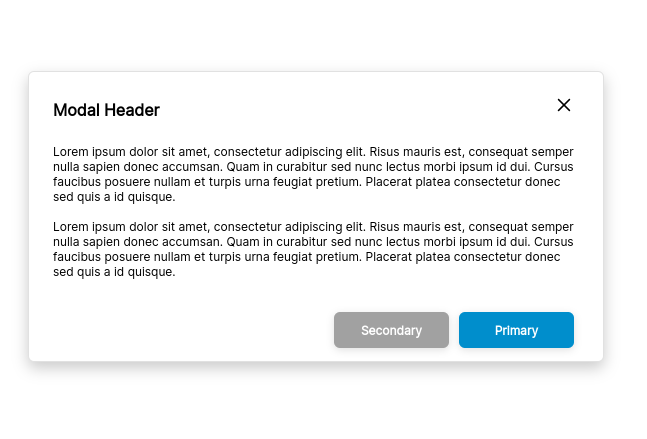 Modal Header
Lorem ipsum dolor sit amet, consectetur adipiscing elit. Risus mauris est, consequat semper
nulla sapien donec accumsan. Quam in curabitur sed nunc lectus morbi ipsum id dui. Cursus
faucibus posuere nullam et turpis urna feugiat pretium. Placerat platea consectetur donec
sed quis a id quisque.
Lorem ipsum dolor sit amet, consectetur adipiscing elit. Risus mauris est, consequat semper
nulla sapien donec accumsan. Quam in curabitur sed nunc lectus morbi ipsum id dui. Cursus
faucibus posuere nullam et turpis urna feugiat pretium. Placerat platea consectetur donec
sed quis a id quisque.
Secondary
Primary